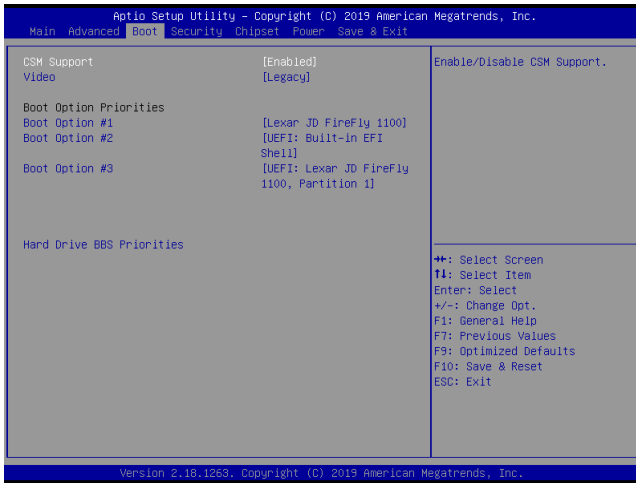 Aptio Setup Utility – Copyright (C) 2019 American Megatrends, Inc.
Main Advanced Boot Security Chipset Power Save & Exit
CSM Support [Enabled]
Video [Legacy]
Boot Option Priorities
Boot Option #1 [Lexar JD FireFly 1100]
Boot Option #2 [UEFI: Built-in EFI
Shell]
Boot Option #3 [UEFI: Lexar JD FireFly
1100, Partition 1]
Hard Drive BBS Priorities
Enable/Disable CSM Support.
→←: Select Screen
↑↓: Select Item
Enter: Select
+/-: Change Opt.
F1: General Help
F7: Previous Values
F9: Optimized Defaults
F10: Save & Reset
ESC: Exit
Version 2.18.1263. Copyright (C) 2019 American Megatrends, Inc.